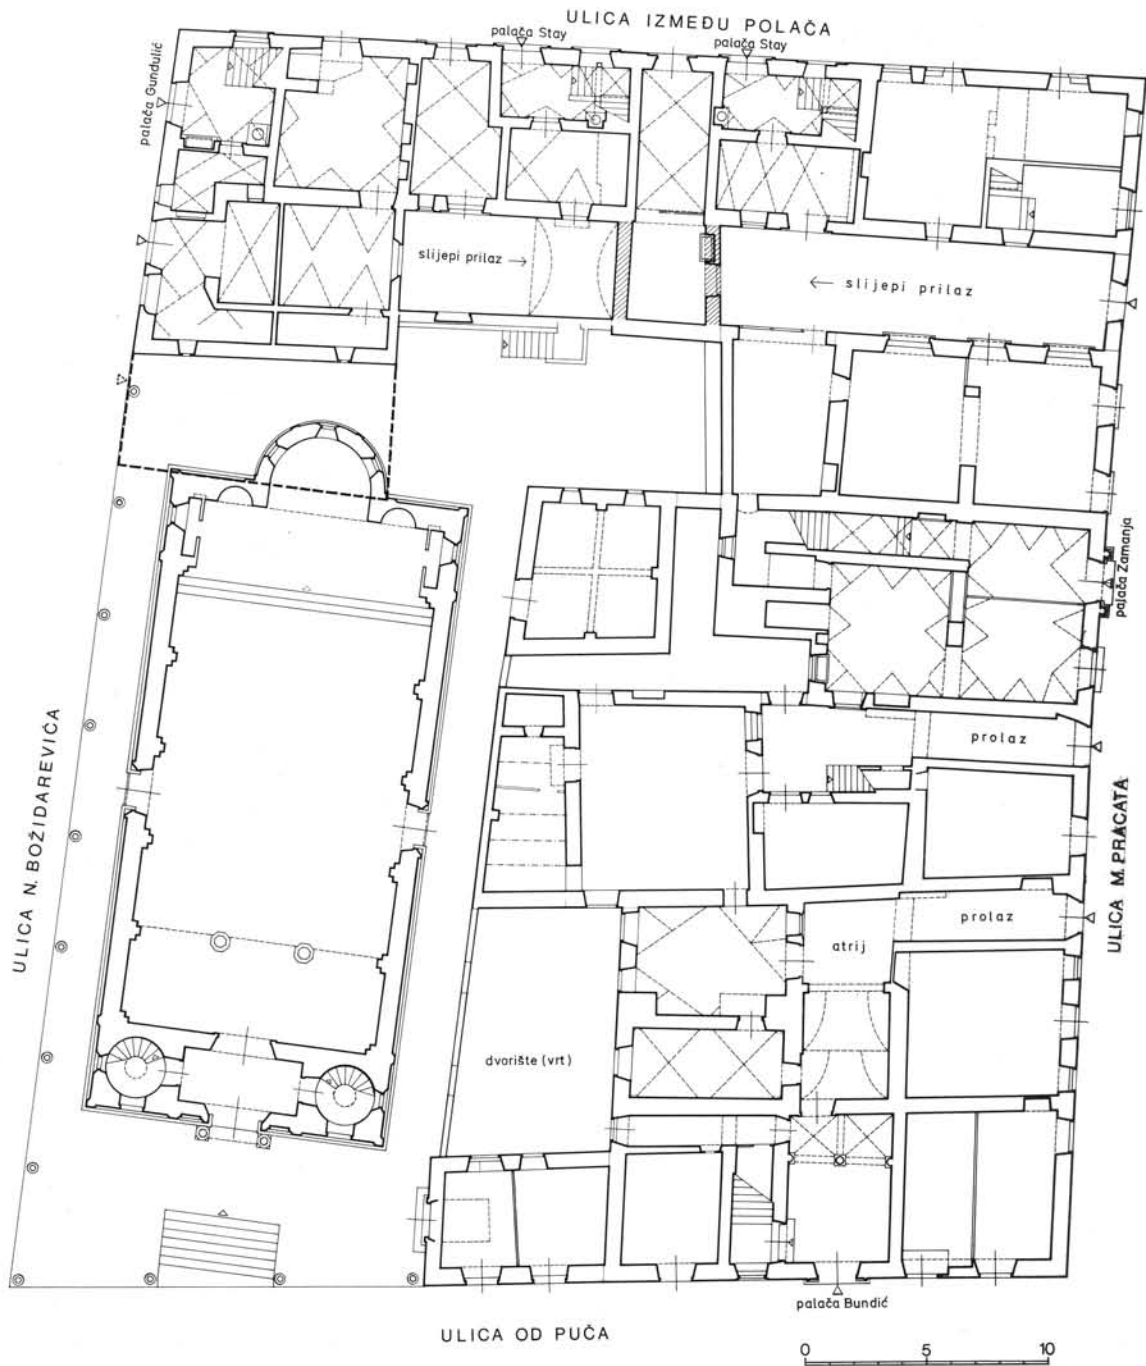 ULICA IZMEĐU POLAČA
palača Stay
palača Stay
palača Gundulić
slijepi prilaz →
← slijepi prilaz
palača Zamanja
ULICA N. BOŽIDAREVIĆA
prolaz
ULICA M. PRACATA
prolaz
atrij
dvorište (vrt)
palača Bundić
ULICA OD PUČA
0 5 10